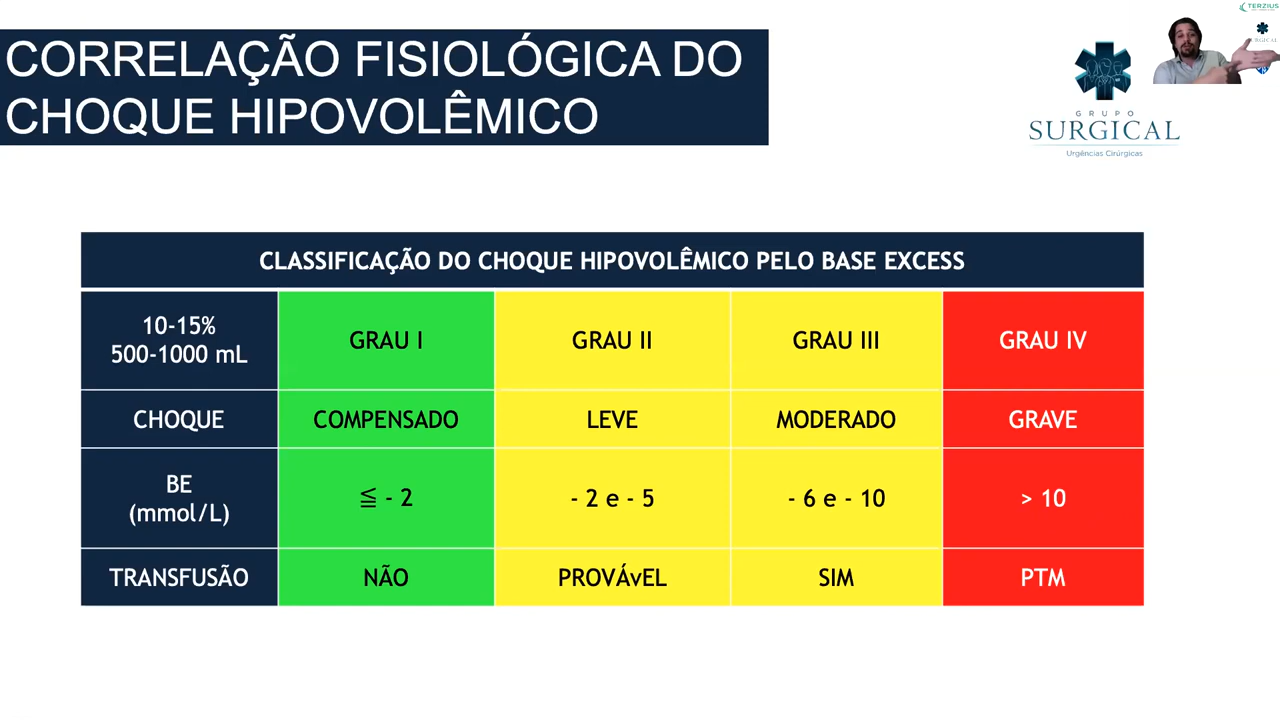 TERZIUS
CORRELAÇÃO FISIOLÓGICA DO
CHOQUE HIPOVOLÊMICO
GRUPO
SURGICAL
Urgências Cirúrgicas
CLASSIFICAÇÃO DO CHOQUE HIPOVOLÊMICO PELO BASE EXCESS
10-15%
500-1000 mL
GRAU I
GRAU II
GRAU III
GRAU IV
CHOQUE
COMPENSADO
LEVE
MODERADO
GRAVE
BE
(mmol/L)
≦ - 2
- 2 e - 5
- 6 e - 10
> 10
TRANSFUSÃO
NÃO
PROVÁvEL
SIM
PTM